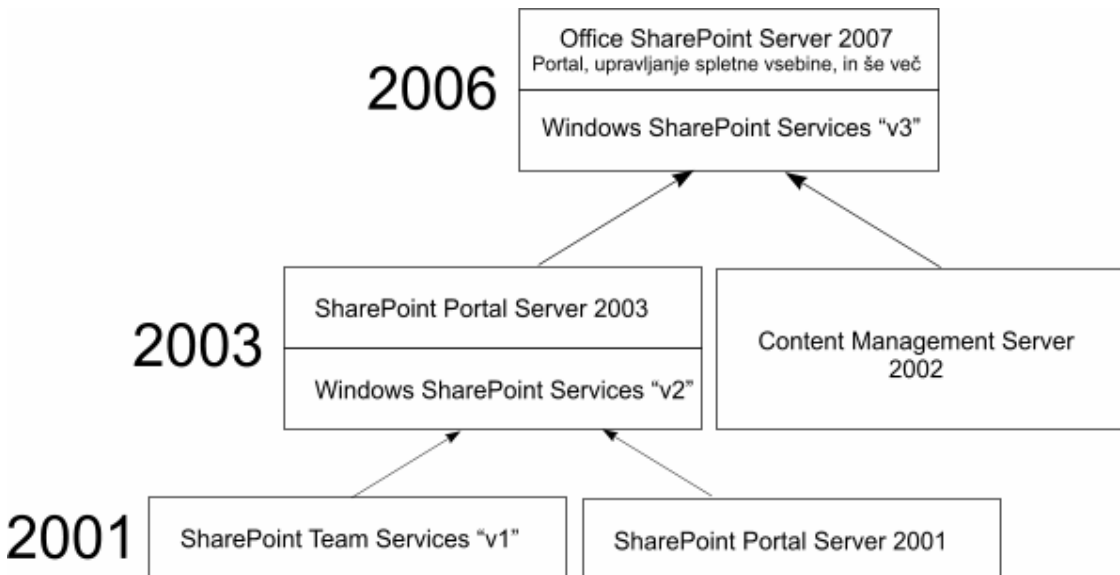 Office SharePoint Server 2007
Portal, upravljanje spletne vsebine, in še več
2006
Windows SharePoint Services “v3”
SharePoint Portal Server 2003
2003
Windows SharePoint Services “v2”
Content Management Server
2002
2001
SharePoint Team Services “v1”
SharePoint Portal Server 2001